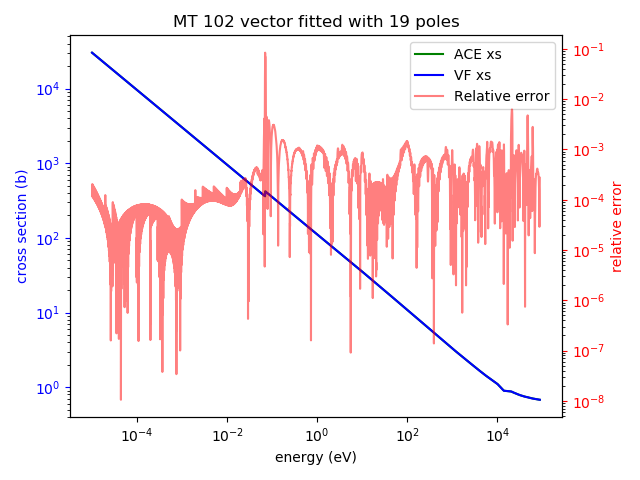 MT 102 vector fitted with 19 poles
ACE xs
VF xs
Relative error
cross section (b)
10^4
10^3
10^2
10^1
10^0
relative error
10^-1
10^-2
10^-3
10^-4
10^-5
10^-6
10^-7
10^-8
10^-4 10^-2 10^0 10^2 10^4
energy (eV)